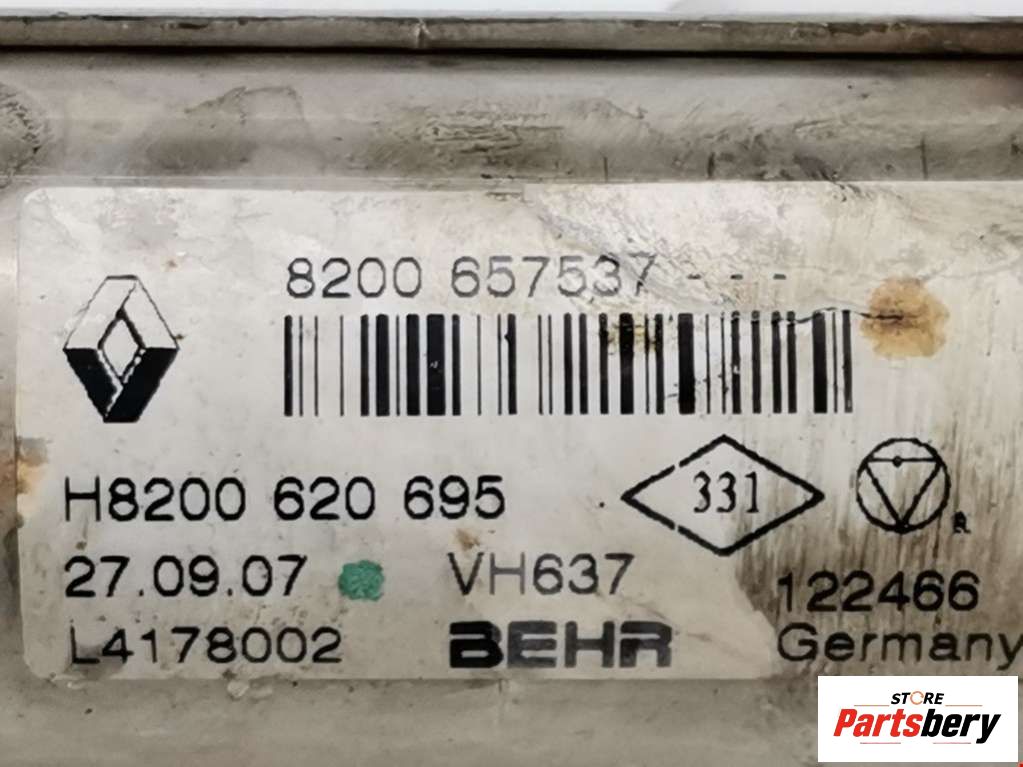 8200 657537 - - -
H8200 620 695
331
27.09.07
VH637
122466
L4178002
BEHR
Germany
STORE
Partsbery